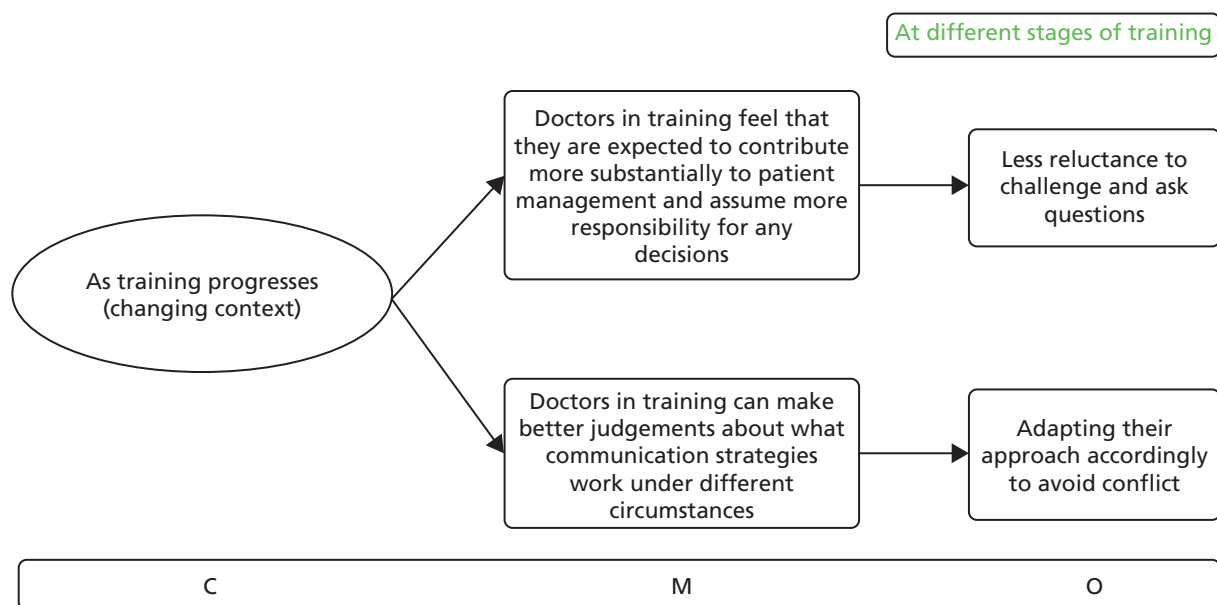 At different stages of training
Doctors in training feel that
they are expected to contribute
more substantially to patient
management and assume more
responsibility for any
decisions
Less reluctance to
challenge and ask
questions
As training progresses
(changing context)
Doctors in training can make
better judgements about what
communication strategies
work under different
circumstances
Adapting their
approach accordingly
to avoid conflict
C
M
O